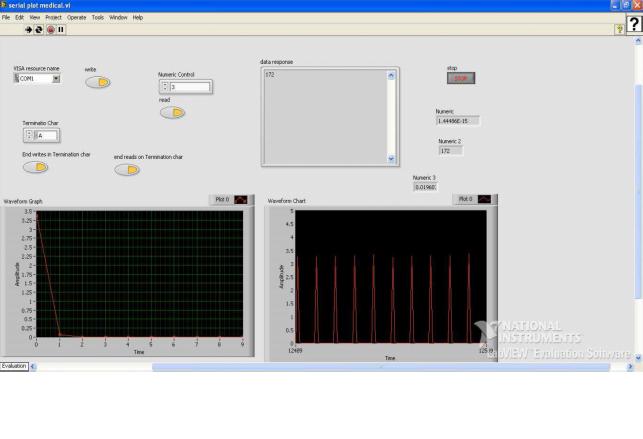 serial plot medical.vi
File Edit View Project Operate Tools Window Help
VISA resource name
COM1
write
Numeric Control
3
read
data response
172
stop
STOP
Numeric
1.44486E-15
Numeric 2
172
Numeric 3
0.01960
Terminatio Char
A
End writes in Termination char
end reads on Termination char
Waveform Graph
Plot 0
3.5
3
2.75
2.5
2.25
2
1.75
1.5
1.25
1
0.75
0.5
0.25
0
Amplitude
0 1 2 3 4 5 6 7 8 9
Time
Waveform Chart
Plot 0
5
4.5
4
3.5
3
2.5
2
1.5
1
0.5
0
Amplitude
12489
Time
NATIONAL
INSTRUMENTS
LabVIEW Evaluation Software
Evaluation